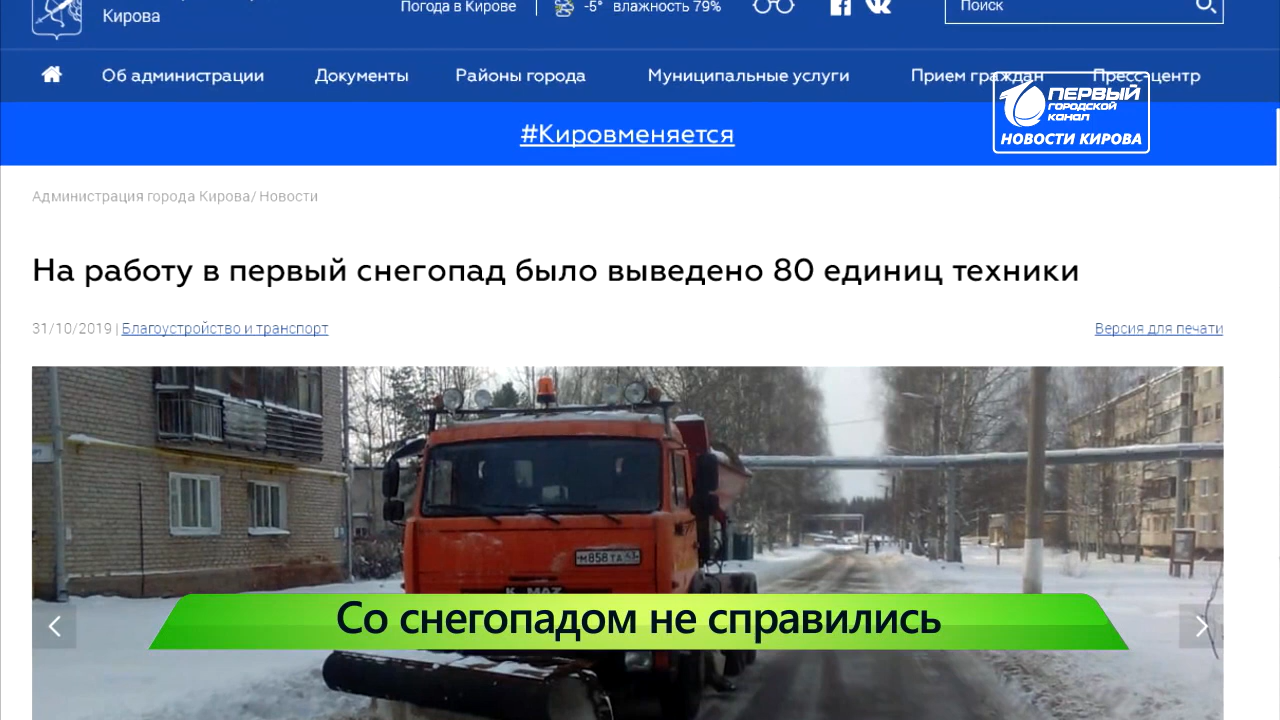 Кирова
Погода в Кирове
-5° влажность 79%
Поиск
Об администрации
Документы
Районы города
Муниципальные услуги
Прием граждан
Пресс-центр
ПЕРВЫЙ
ГОРОДСКОЙ
КАНАЛ
НОВОСТИ КИРОВА
#Кировменяется
Администрация города Кирова/ Новости
На работу в первый снегопад было выведено 80 единиц техники
31/10/2019 | Благоустройство и транспорт
Версия для печати
М858ТА 43
Со снегопадом не справились